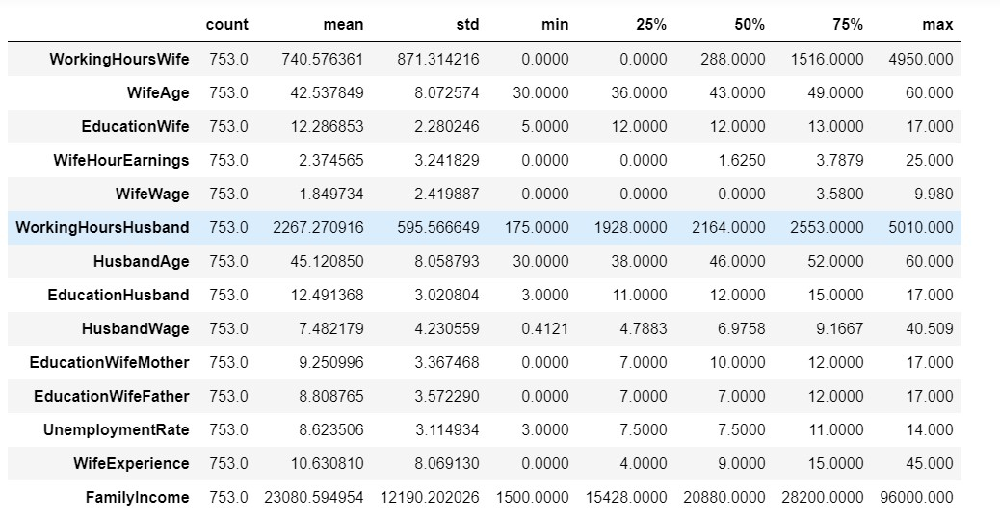 count mean std min 25% 50% 75% max
WorkingHoursWife 753.0 740.576361 871.314216 0.0000 0.0000 288.0000 1516.0000 4950.000
WifeAge 753.0 42.537849 8.072574 30.0000 36.0000 43.0000 49.0000 60.000
EducationWife 753.0 12.286853 2.280246 5.0000 12.0000 12.0000 13.0000 17.000
WifeHourEarnings 753.0 2.374565 3.241829 0.0000 0.0000 1.6250 3.7879 25.000
WifeWage 753.0 1.849734 2.419887 0.0000 0.0000 0.0000 3.5800 9.980
WorkingHoursHusband 753.0 2267.270916 595.566649 175.0000 1928.0000 2164.0000 2553.0000 5010.000
HusbandAge 753.0 45.120850 8.058793 30.0000 38.0000 46.0000 52.0000 60.000
EducationHusband 753.0 12.491368 3.020804 3.0000 11.0000 12.0000 15.0000 17.000
HusbandWage 753.0 7.482179 4.230559 0.4121 4.7883 6.9758 9.1667 40.509
EducationWifeMother 753.0 9.250996 3.367468 0.0000 7.0000 10.0000 12.0000 17.000
EducationWifeFather 753.0 8.808765 3.572290 0.0000 7.0000 7.0000 12.0000 17.000
UnemploymentRate 753.0 8.623506 3.114934 3.0000 7.5000 7.5000 11.0000 14.000
WifeExperience 753.0 10.630810 8.069130 0.0000 4.0000 9.0000 15.0000 45.000
FamilyIncome 753.0 23080.594954 12190.202026 1500.0000 15428.0000 20880.0000 28200.0000 96000.000